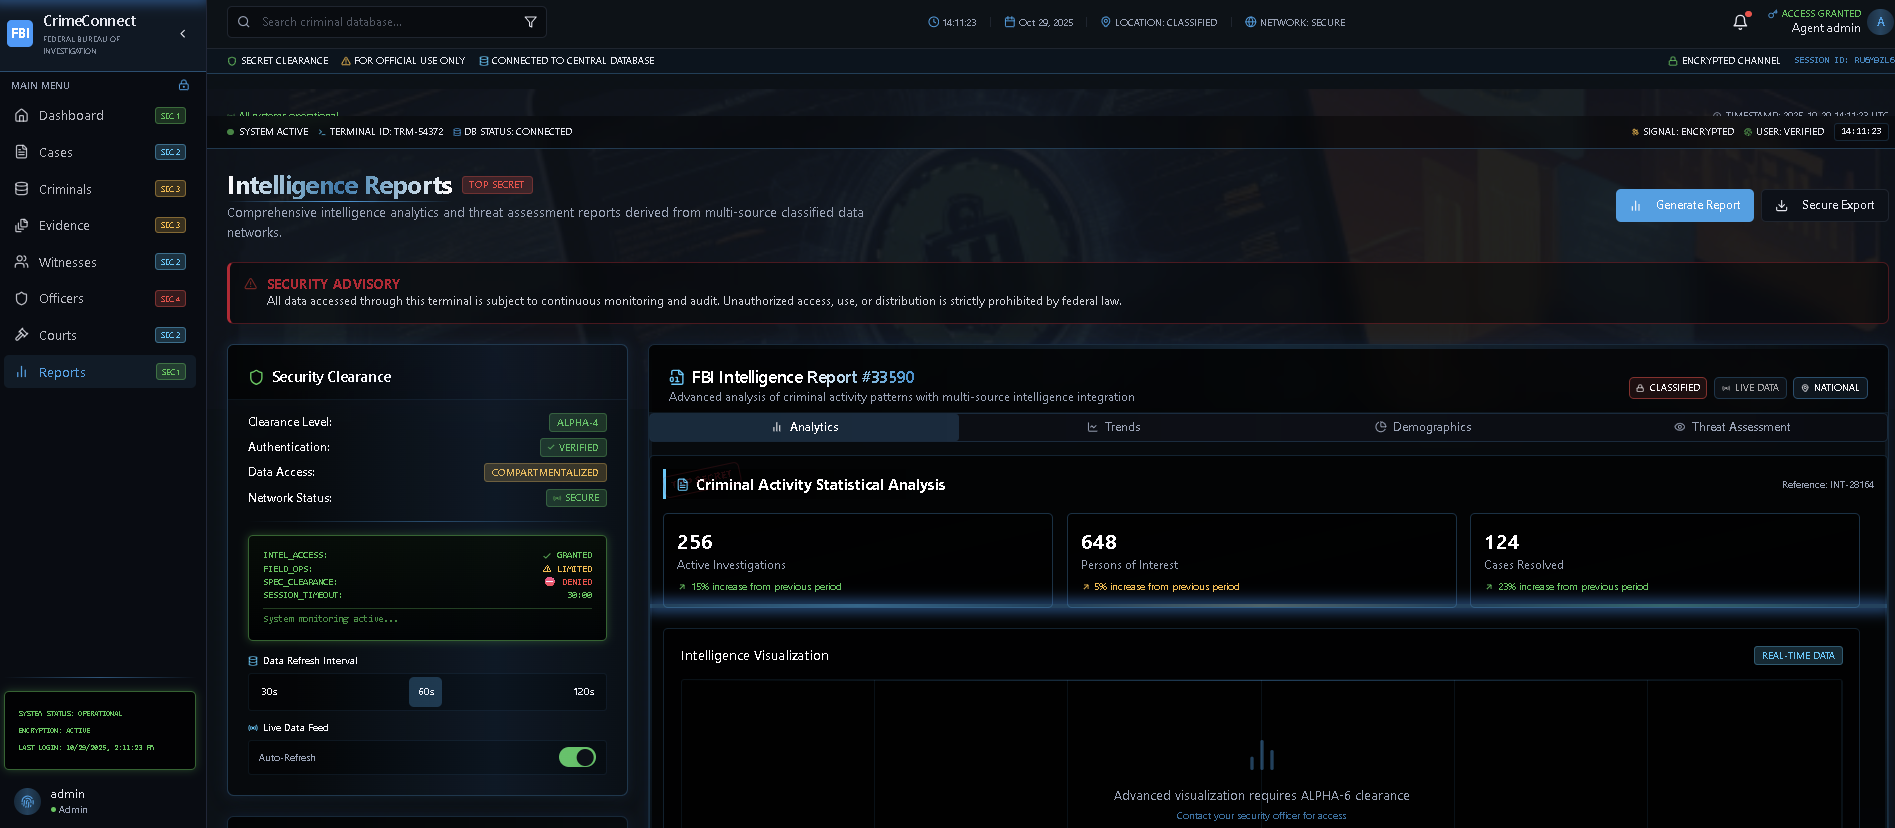 FBI
CrimeConnect
FEDERAL BUREAU OF
INVESTIGATION
Search criminal database...
14:11:23
Oct 29, 2025
LOCATION: CLASSIFIED
NETWORK: SECURE
ACCESS GRANTED
Agent admin
A
SECRET CLEARANCE
FOR OFFICIAL USE ONLY
CONNECTED TO CENTRAL DATABASE
ENCRYPTED CHANNEL
MAIN MENU
Dashboard SEC 1
Cases SEC 2
Criminals SEC 3
Evidence SEC 3
Witnesses SEC 2
Officers SEC 4
Courts SEC 2
Reports SEC 1
SYSTEM STATUS: OPERATIONAL
ENCRYPTION: ACTIVE
LAST LOGIN: 10/29/2025, 2:11:23 PM
admin
Admin
All systems operational
TIMESTAMP: 2025-10-29 14:11:23 UTC
SYSTEM ACTIVE
TERMINAL ID: TRM-54372
DB STATUS: CONNECTED
SIGNAL: ENCRYPTED
USER: VERIFIED
14:11:23
Intelligence Reports
TOP SECRET
Comprehensive intelligence analytics and threat assessment reports derived from multi-source classified data
networks.
Generate Report
Secure Export
SECURITY ADVISORY
All data accessed through this terminal is subject to continuous monitoring and audit. Unauthorized access, use, or distribution is strictly prohibited by federal law.
Security Clearance
Clearance Level: ALPHA-4
Authentication: VERIFIED
Data Access: COMPARTMENTALIZED
Network Status: SECURE
INTEL_ACCESS: GRANTED
FIELD_OPS: LIMITED
SPEC_CLEARANCE: DENIED
SESSION_TIMEOUT: 30:00
System monitoring active...
Data Refresh Interval
30s 60s 120s
Live Data Feed
Auto-Refresh
FBI Intelligence Report #33590
Advanced analysis of criminal activity patterns with multi-source intelligence integration
CLASSIFIED
LIVE DATA
NATIONAL
Analytics
Trends
Demographics
Threat Assessment
Criminal Activity Statistical Analysis
Reference: INT-28164
256
Active Investigations
15% increase from previous period
648
Persons of Interest
5% increase from previous period
124
Cases Resolved
23% increase from previous period
Intelligence Visualization
REAL-TIME DATA
Advanced visualization requires ALPHA-6 clearance
Contact your security officer for access